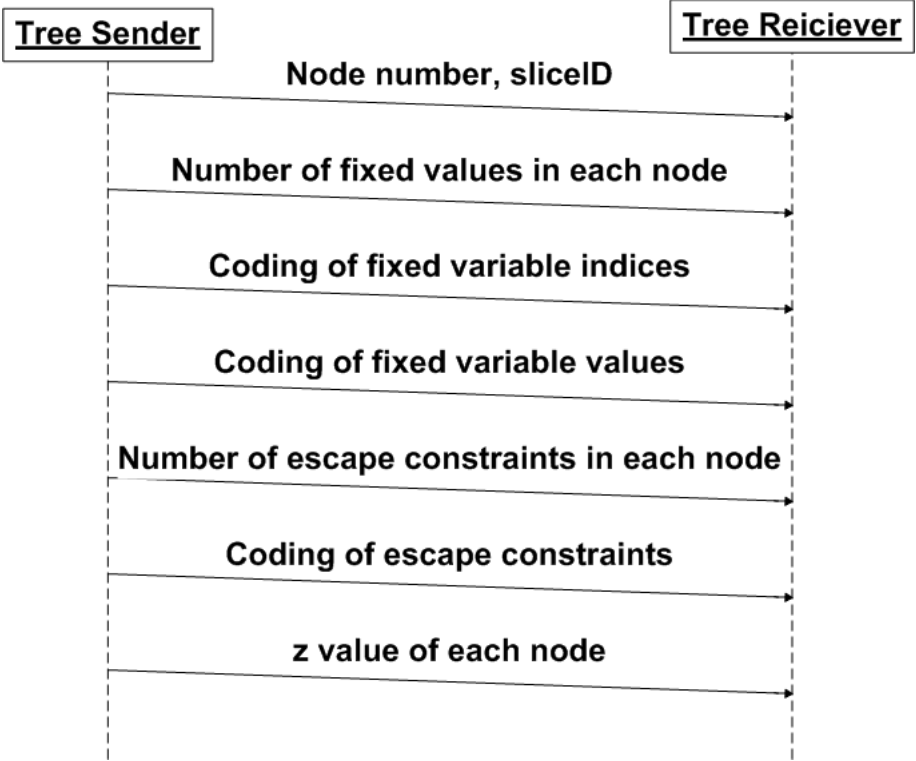 Tree Sender
Tree Reiciever
Node number, sliceID
Number of fixed values in each node
Coding of fixed variable indices
Coding of fixed variable values
Number of escape constraints in each node
Coding of escape constraints
z value of each node